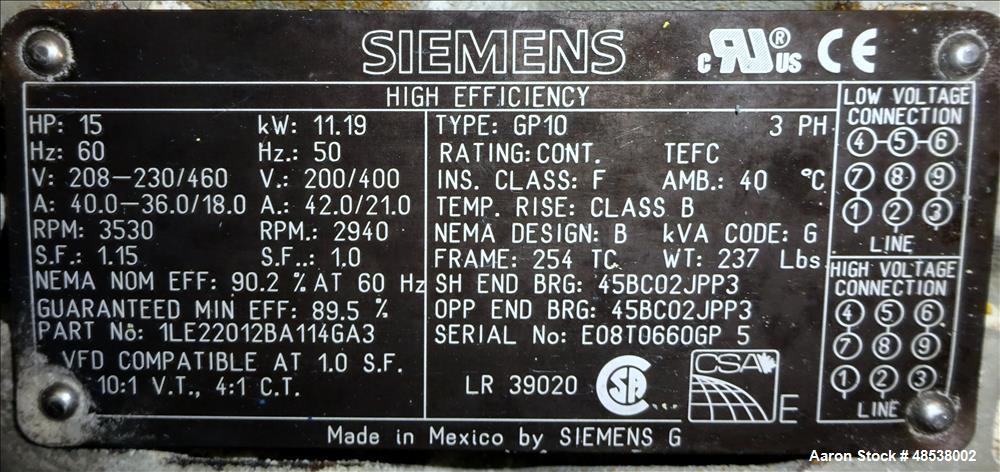 SIEMENS
c RU ® US CE
HIGH EFFICIENCY
HP: 15 kW: 11.19
Hz: 60 Hz.: 50
V: 208-230/460 V.: 200/400
A: 40.0-36.0/18.0 A.: 42.0/21.0
RPM: 3530 RPM.: 2940
S.F.: 1.15 S.F..: 1.0
NEMA NOM EFF: 90.2 % AT 60 Hz
GUARANTEED MIN EFF: 89.5 %
PART No: 1LE22012BA114GA3
VFD COMPATIBLE AT 1.0 S.F.
10:1 V.T., 4:1 C.T.
TYPE: GP10 3 PH
RATING: CONT. TEFC
INS. CLASS: F AMB.: 40 °C
TEMP. RISE: CLASS B
NEMA DESIGN: B kVA CODE: G
FRAME: 254 TC WT: 237 Lbs.
SH END BRG: 45BC02JPP3
OPP END BRG: 45BC02JPP3
SERIAL No: E08T0660GP 5
LR 39020 SA CSA E
LOW VOLTAGE
CONNECTION
4-5-6
7 8 9
1 2 3
LINE
HIGH VOLTAGE
CONNECTION
4 5 6
7 8 9
1 2 3
LINE
Made in Mexico by SIEMENS G
Aaron Stock # 48538002